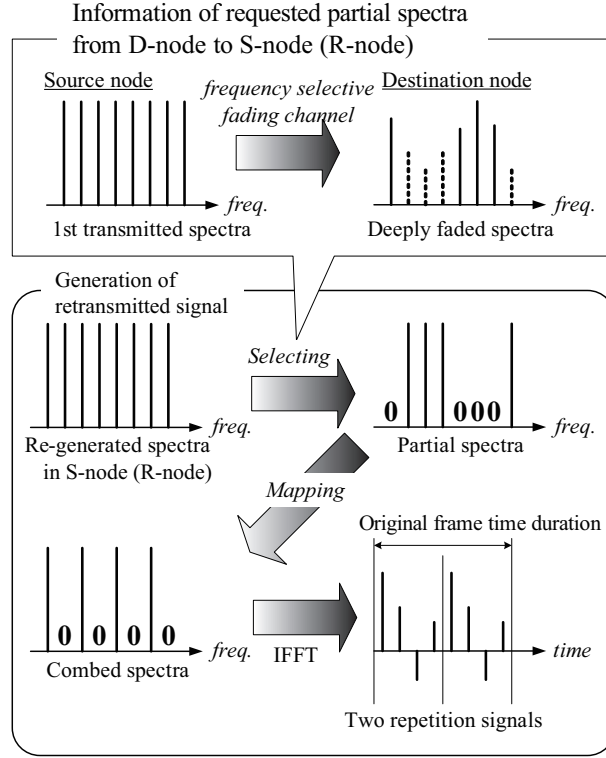 Information of requested partial spectra
from D-node to S-node (R-node)
Source node
frequency selective
fading channel
Destination node
freq.
freq.
1st transmitted spectra
Deeply faded spectra
Generation of
retransmitted signal
Selecting
0 000
freq.
freq.
Re-generated spectra
in S-node (R-node)
Partial spectra
Mapping
Original frame time duration
0 0 0 0
freq.
IFFT
time
Combed spectra
Two repetition signals